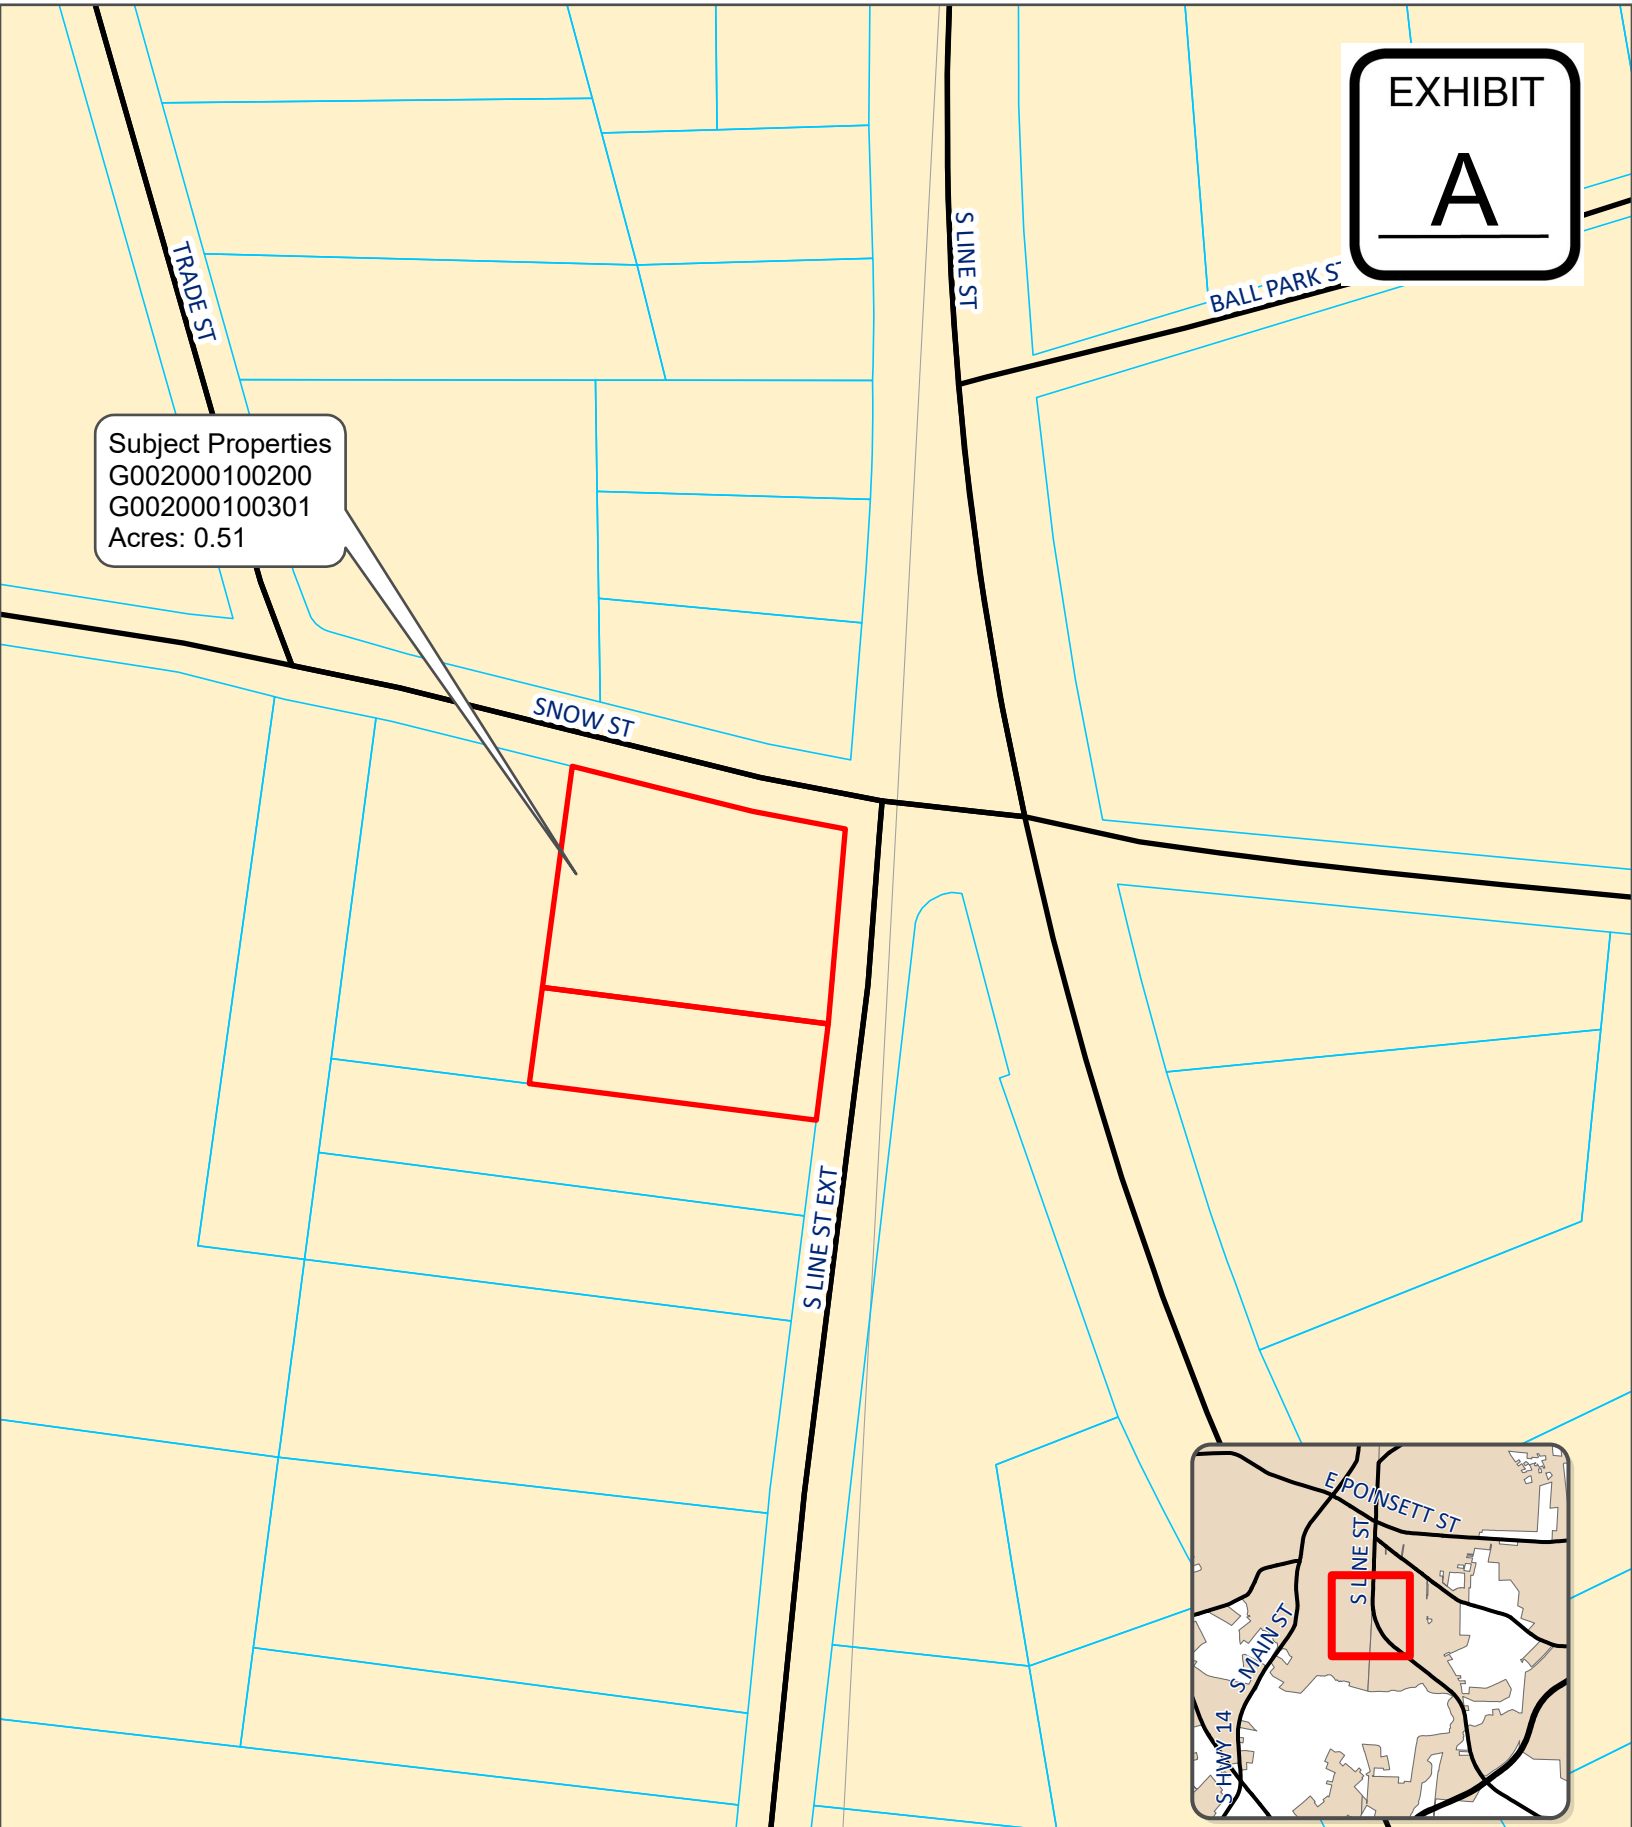 EXHIBIT
A
S LINE ST
TRADE ST
BALL PARK ST
Subject Properties
G002000100200
G002000100301
Acres: 0.51
SNOW ST
S LINE ST EXT
E POINSETT ST
S LINE ST
S MAIN ST
S HWY 14